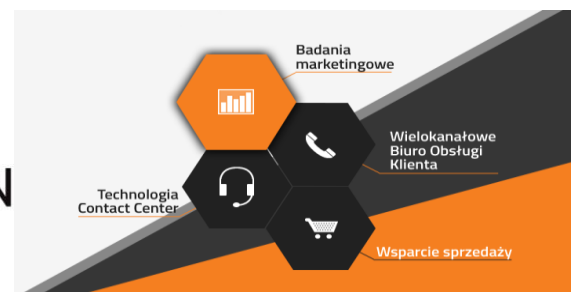 Badania
marketingowe
Wielokanałowe
Biuro Obsługi
Klienta
N
Technologia
Contact Center
Wsparcie sprzedaży